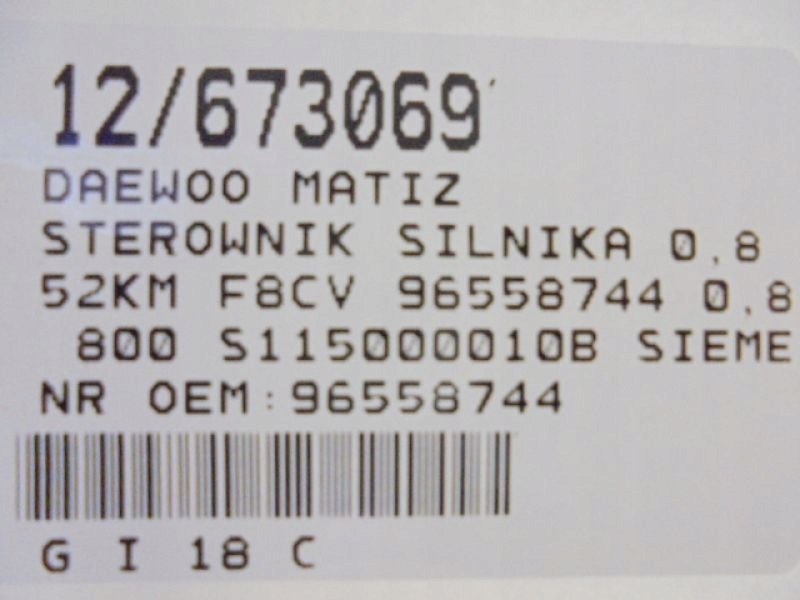 12/673069
DAEWOO MATIZ
STEROWNIK SILNIKA 0,8
52KM F8CV 96558744 0.8
800 S115000010B SIEME
NR OEM:96558744
G I 18 C